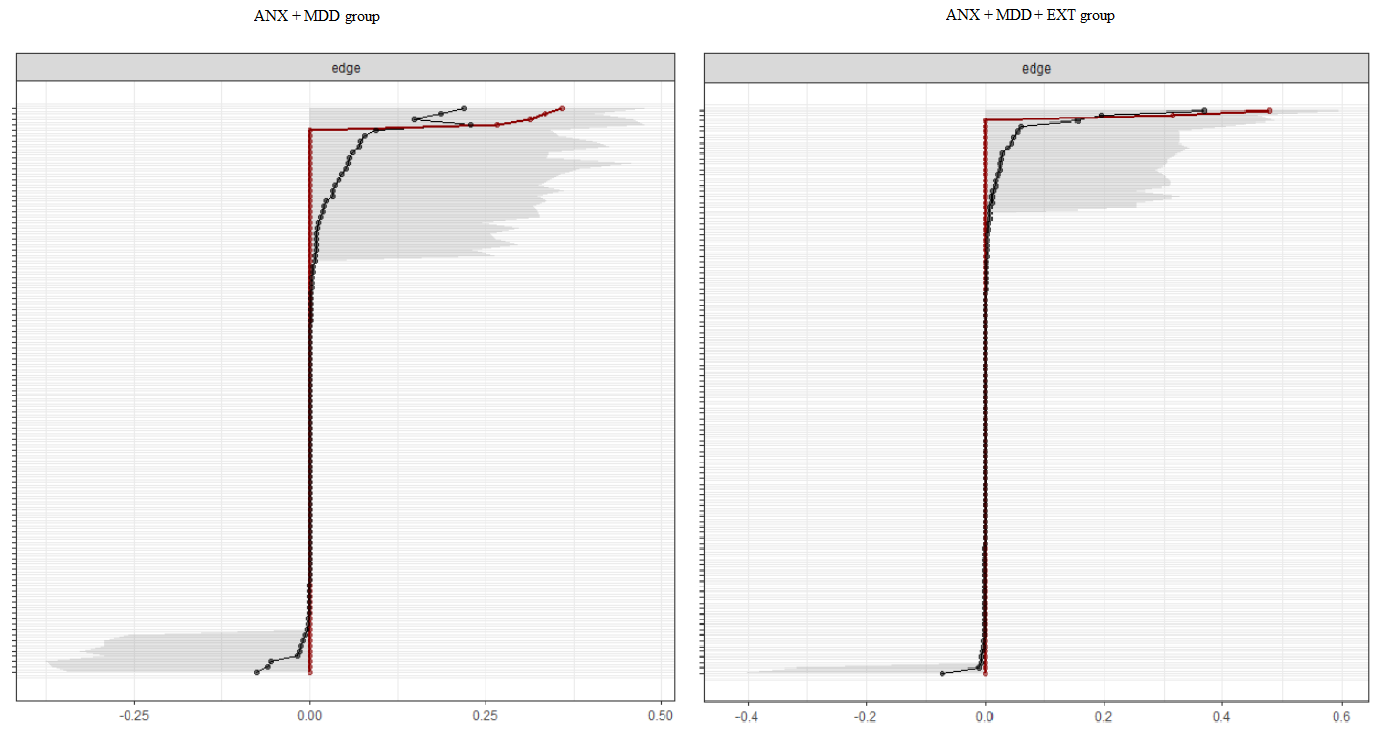 ANX + MDD group
ANX + MDD + EXT group
edge
edge
-0.25 0.00 0.25 0.50
-0.4 -0.2 0.0 0.2 0.4 0.6